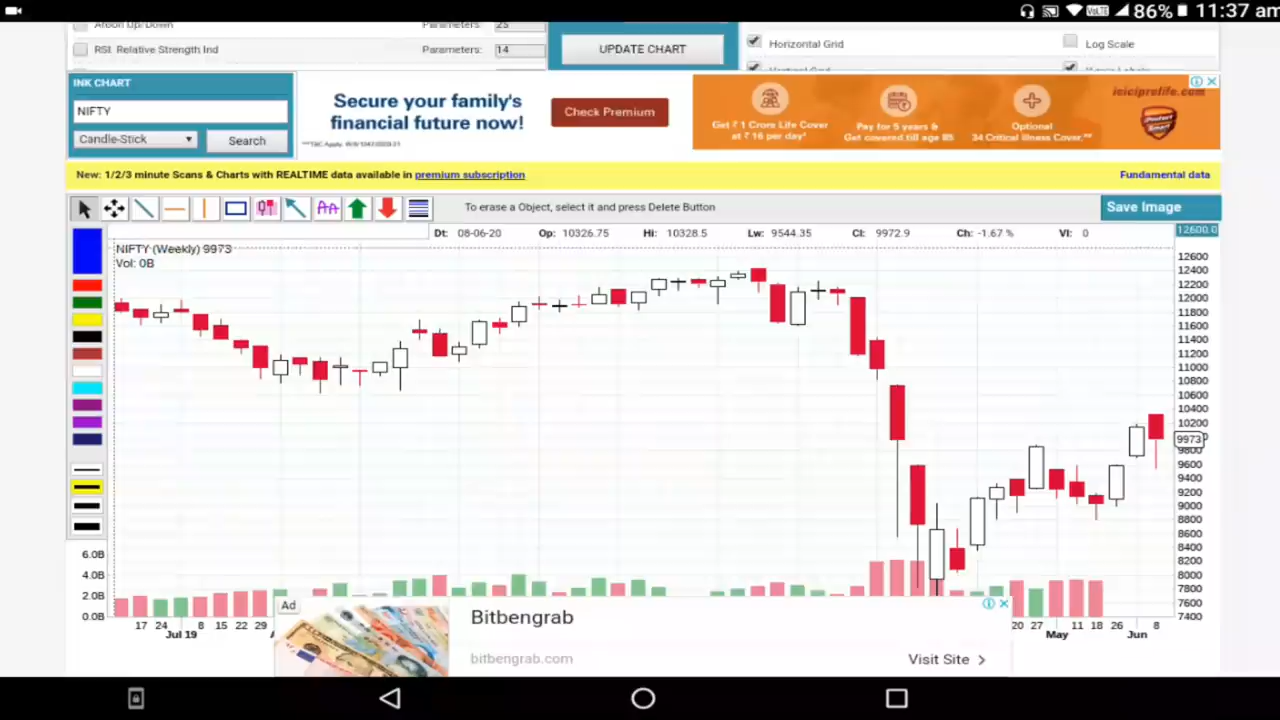 86% 11:37 am
Aroon Up/Down Parameters: 25
RSI: Relative Strength Ind Parameters: 14 UPDATE CHART Horizontal Grid Log Scale
INK CHART
NIFTY
Candle-Stick Search
Secure your family's
financial future now!
Check Premium
iciciprulife.com
Get ₹ 1 Crore Life Cover
at ₹ 16 per day*
Pay for 5 years &
Get covered till age 85
Optional
34 Critical Illness Cover.**
New: 1/2/3 minute Scans & Charts with REALTIME data available in premium subscription Fundamental data
To erase a Object, select it and press Delete Button Save Image
Dt: 08-06-20 Op: 10326.75 Hi: 10328.5 Lw: 9544.35 Cl: 9972.9 Ch: -1.67 % Vl: 0 12600.0
NIFTY (Weekly) 9973
Vol: 0B
12600
12400
12200
12000
11800
11600
11400
11200
11000
10800
10600
10400
10200
9973
9800
9600
9400
9200
9000
8800
8600
8400
8200
8000
7800
7600
7400
6.0B
4.0B
2.0B
0.0B
17 24 8 15 22 29 20 27 11 18 26 8
Jul 19 May Jun
Ad
Bitbengrab
bitbengrab.com Visit Site